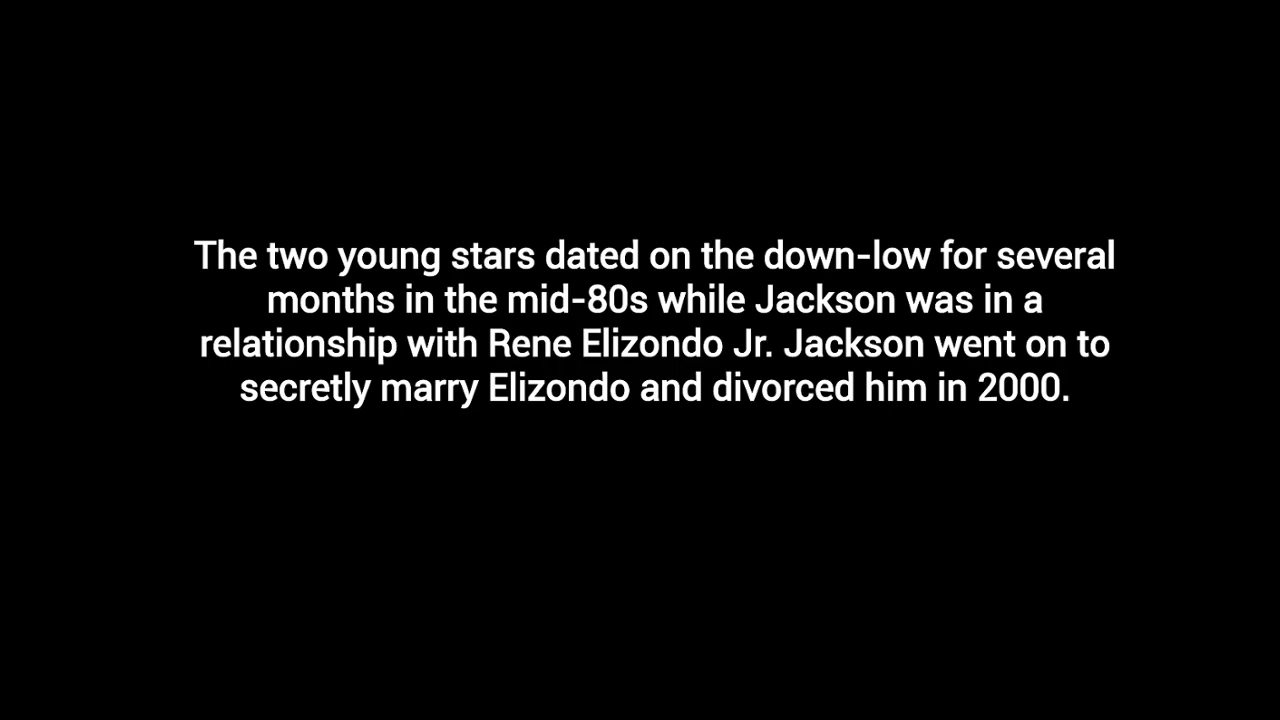 The two young stars dated on the down-low for several
months in the mid-80s while Jackson was in a
relationship with Rene Elizondo Jr. Jackson went on to
secretly marry Elizondo and divorced him in 2000.